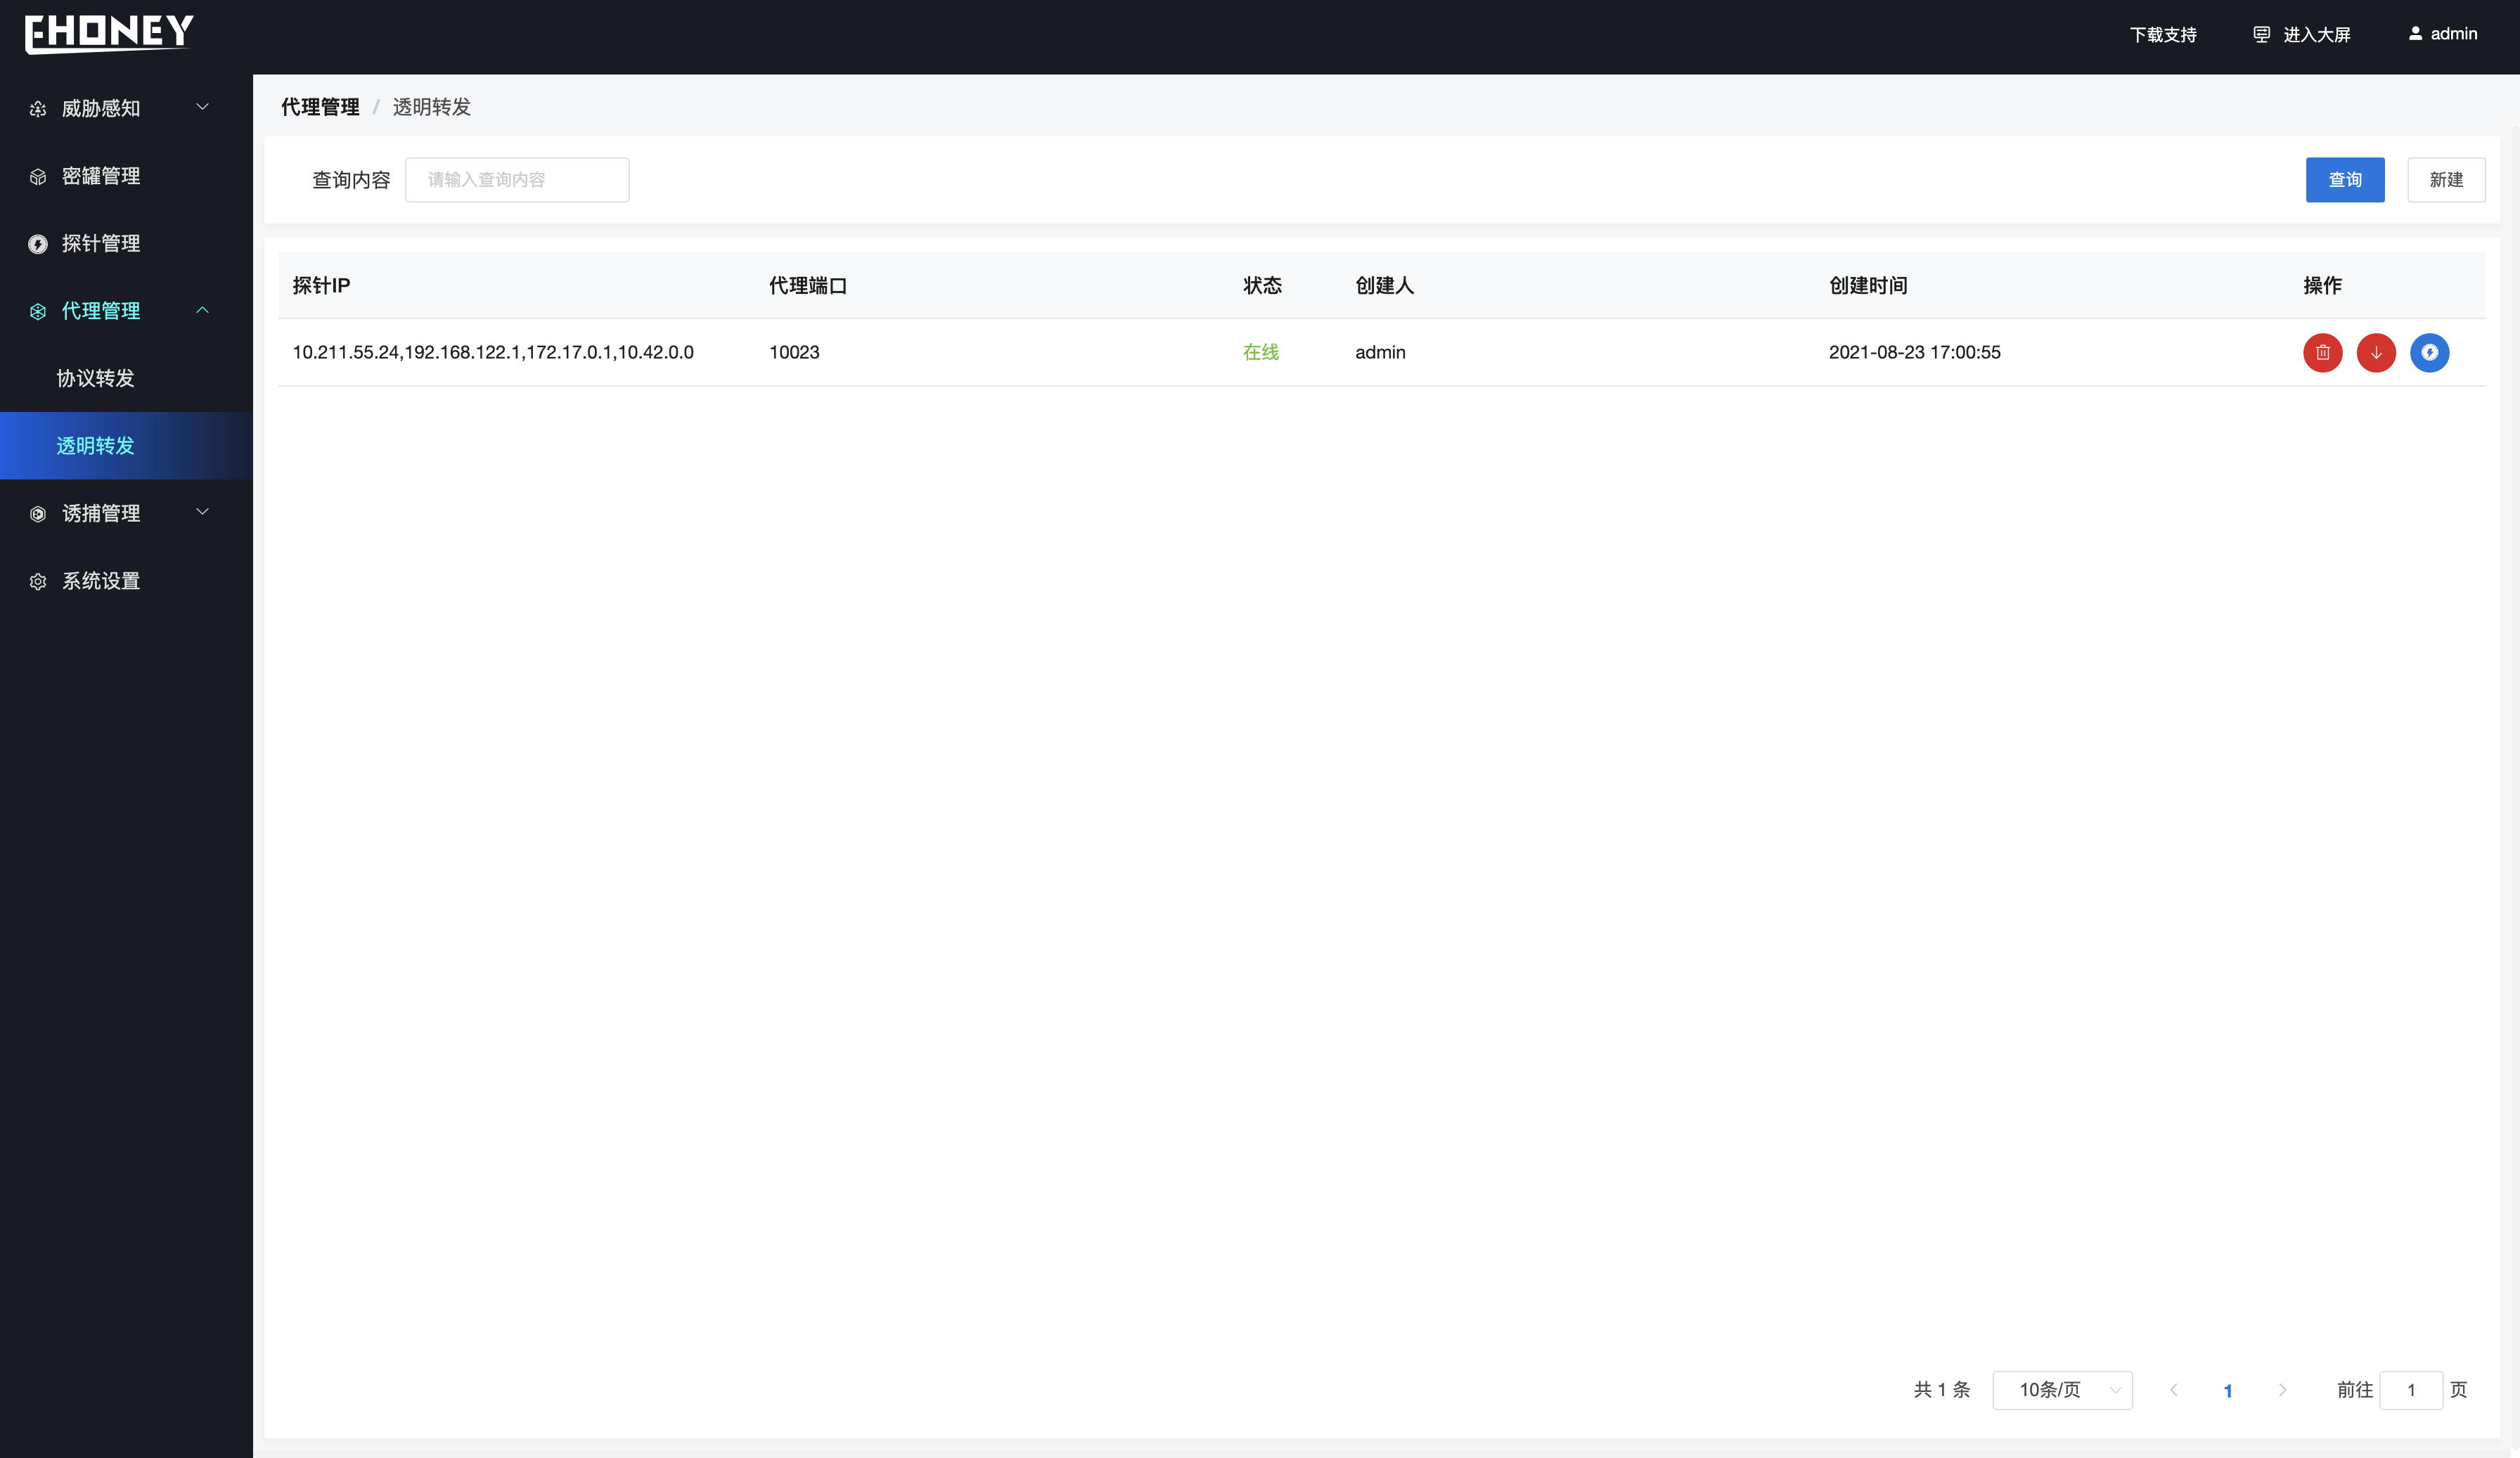 EHONEY
下载支持
进入大屏
admin
威胁感知
密罐管理
探针管理
代理管理
协议转发
透明转发
诱捕管理
系统设置
代理管理 / 透明转发
查询内容 请输入查询内容 查询 新建
探针IP 代理端口 状态 创建人 创建时间 操作
10.211.55.24,192.168.122.1,172.17.0.1,10.42.0.0 10023 在线 admin 2021-08-23 17:00:55
共 1 条 10条/页 1 前往 1 页